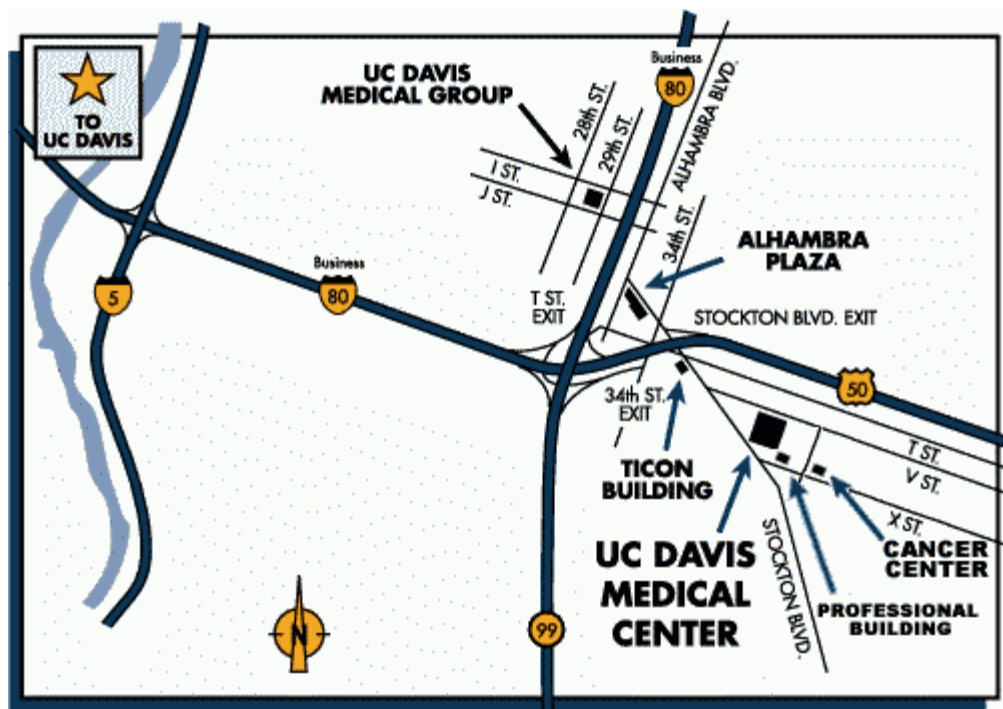 TO
UC DAVIS
UC DAVIS
MEDICAL GROUP
Business
80
28th ST.
29th ST.
ALHAMBRA BLVD.
I ST.
J ST.
34th ST.
ALHAMBRA
PLAZA
5
Business
80
T ST.
EXIT
STOCKTON BLVD. EXIT
50
34th ST.
EXIT
T ST.
V ST.
X ST.
TICON
BUILDING
UC DAVIS
MEDICAL
CENTER
STOCKTON BLVD.
CANCER
CENTER
PROFESSIONAL
BUILDING
N
99